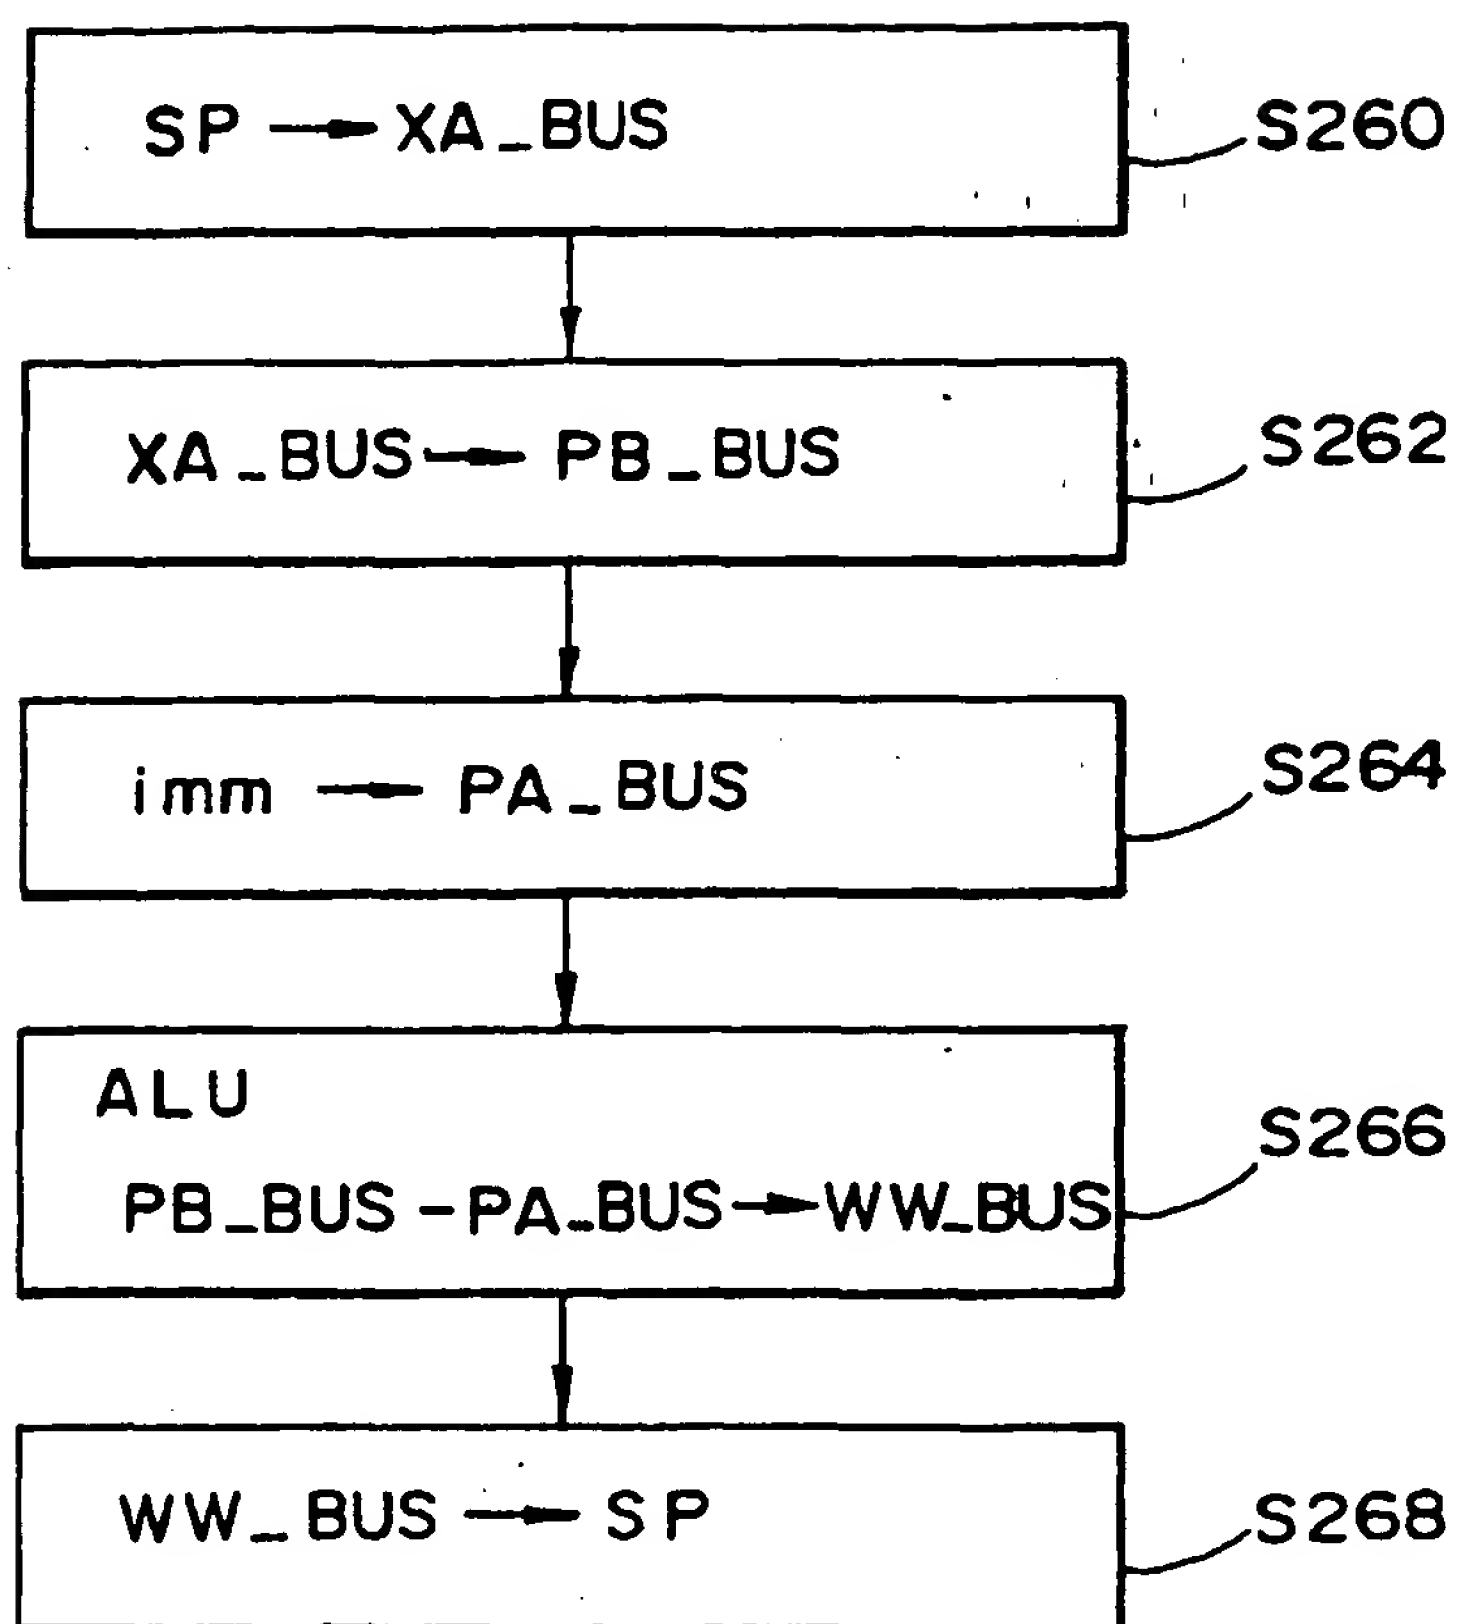 SP → XA_BUS S260
XA_BUS → PB_BUS S262
imm → PA_BUS S264
ALU
PB_BUS - PA_BUS → WW_BUS S266
WW_BUS → SP S268